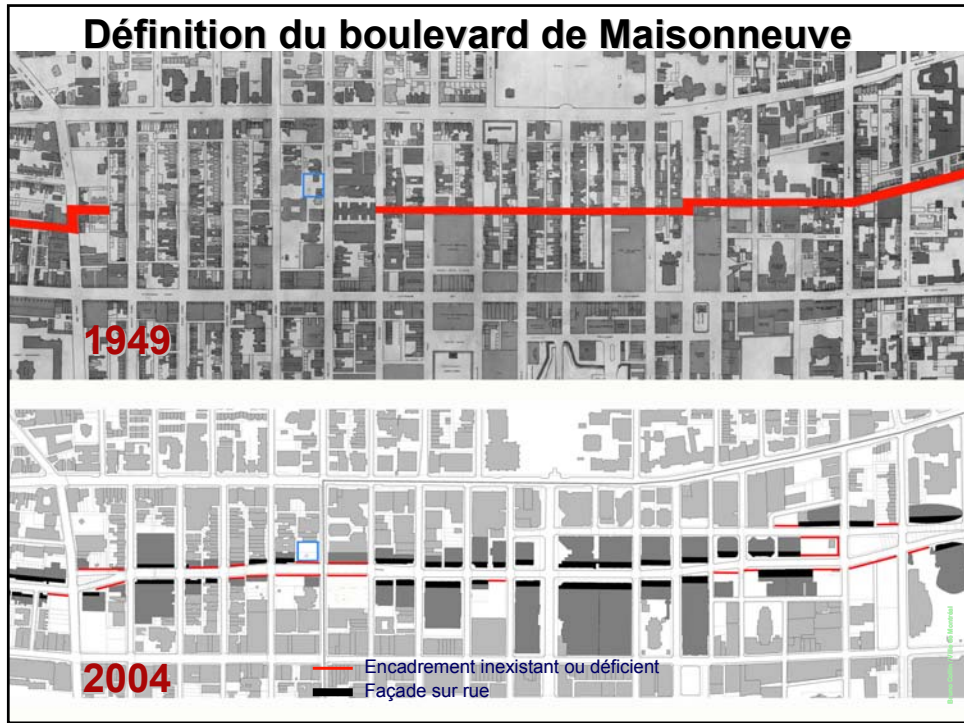 Définition du boulevard de Maisonneuve
1949
2004
Encadrement inexistant ou déficient
Façade sur rue